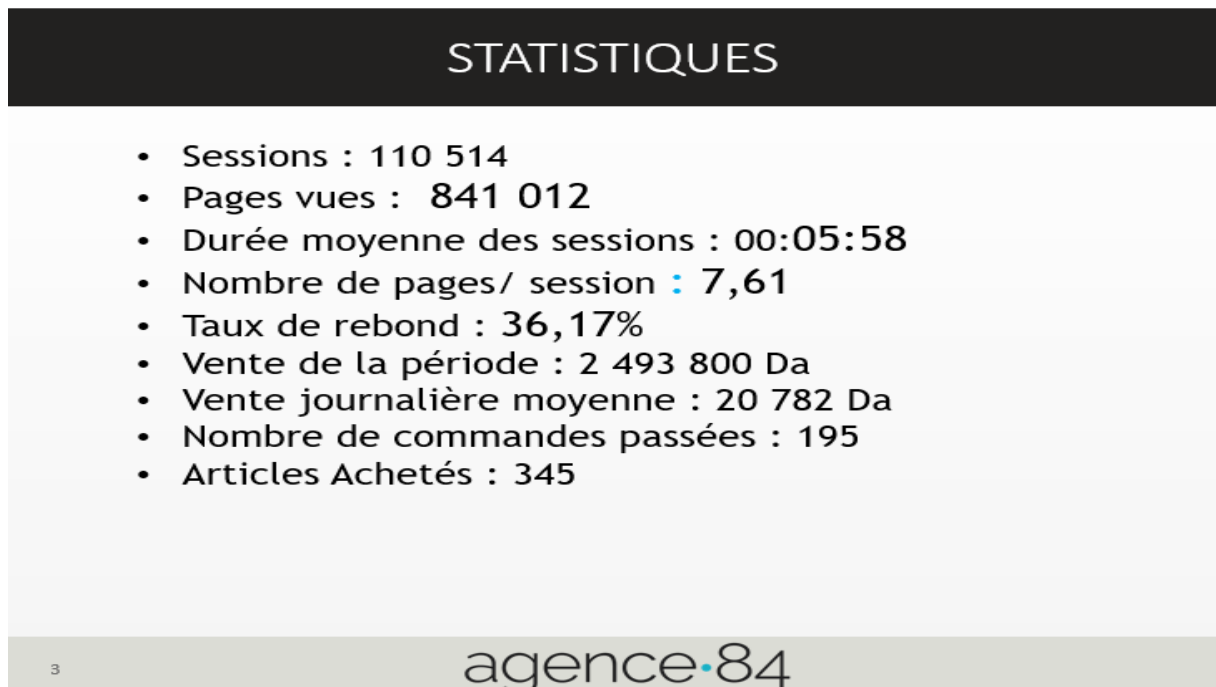 STATISTIQUES
• Sessions : 110 514
• Pages vues : 841 012
• Durée moyenne des sessions : 00:05:58
• Nombre de pages/ session : 7,61
• Taux de rebond : 36,17%
• Vente de la période : 2 493 800 Da
• Vente journalière moyenne : 20 782 Da
• Nombre de commandes passées : 195
• Articles Achetés : 345
3
agence•84